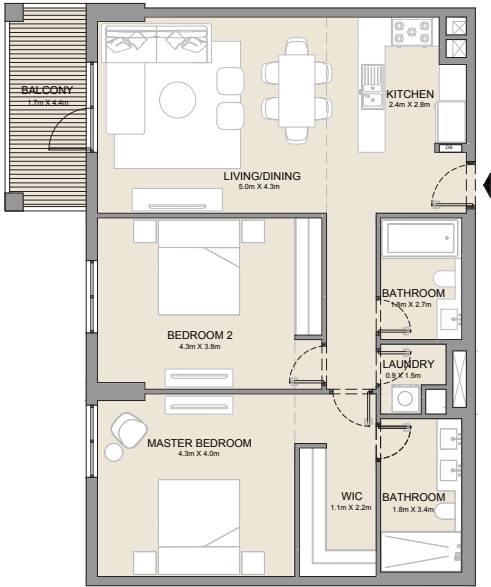 BALCONY
1.7m X 4.4m
KITCHEN
2.4m X 2.8m
DB
LIVING/DINING
5.0m X 4.3m
BATHROOM
1.8m X 2.7m
BEDROOM 2
4.3m X 3.8m
LAUNDRY
0.9 X 1.5m
MASTER BEDROOM
4.3m X 4.0m
WIC
1.1m X 2.2m
BATHROOM
1.8m X 3.4m